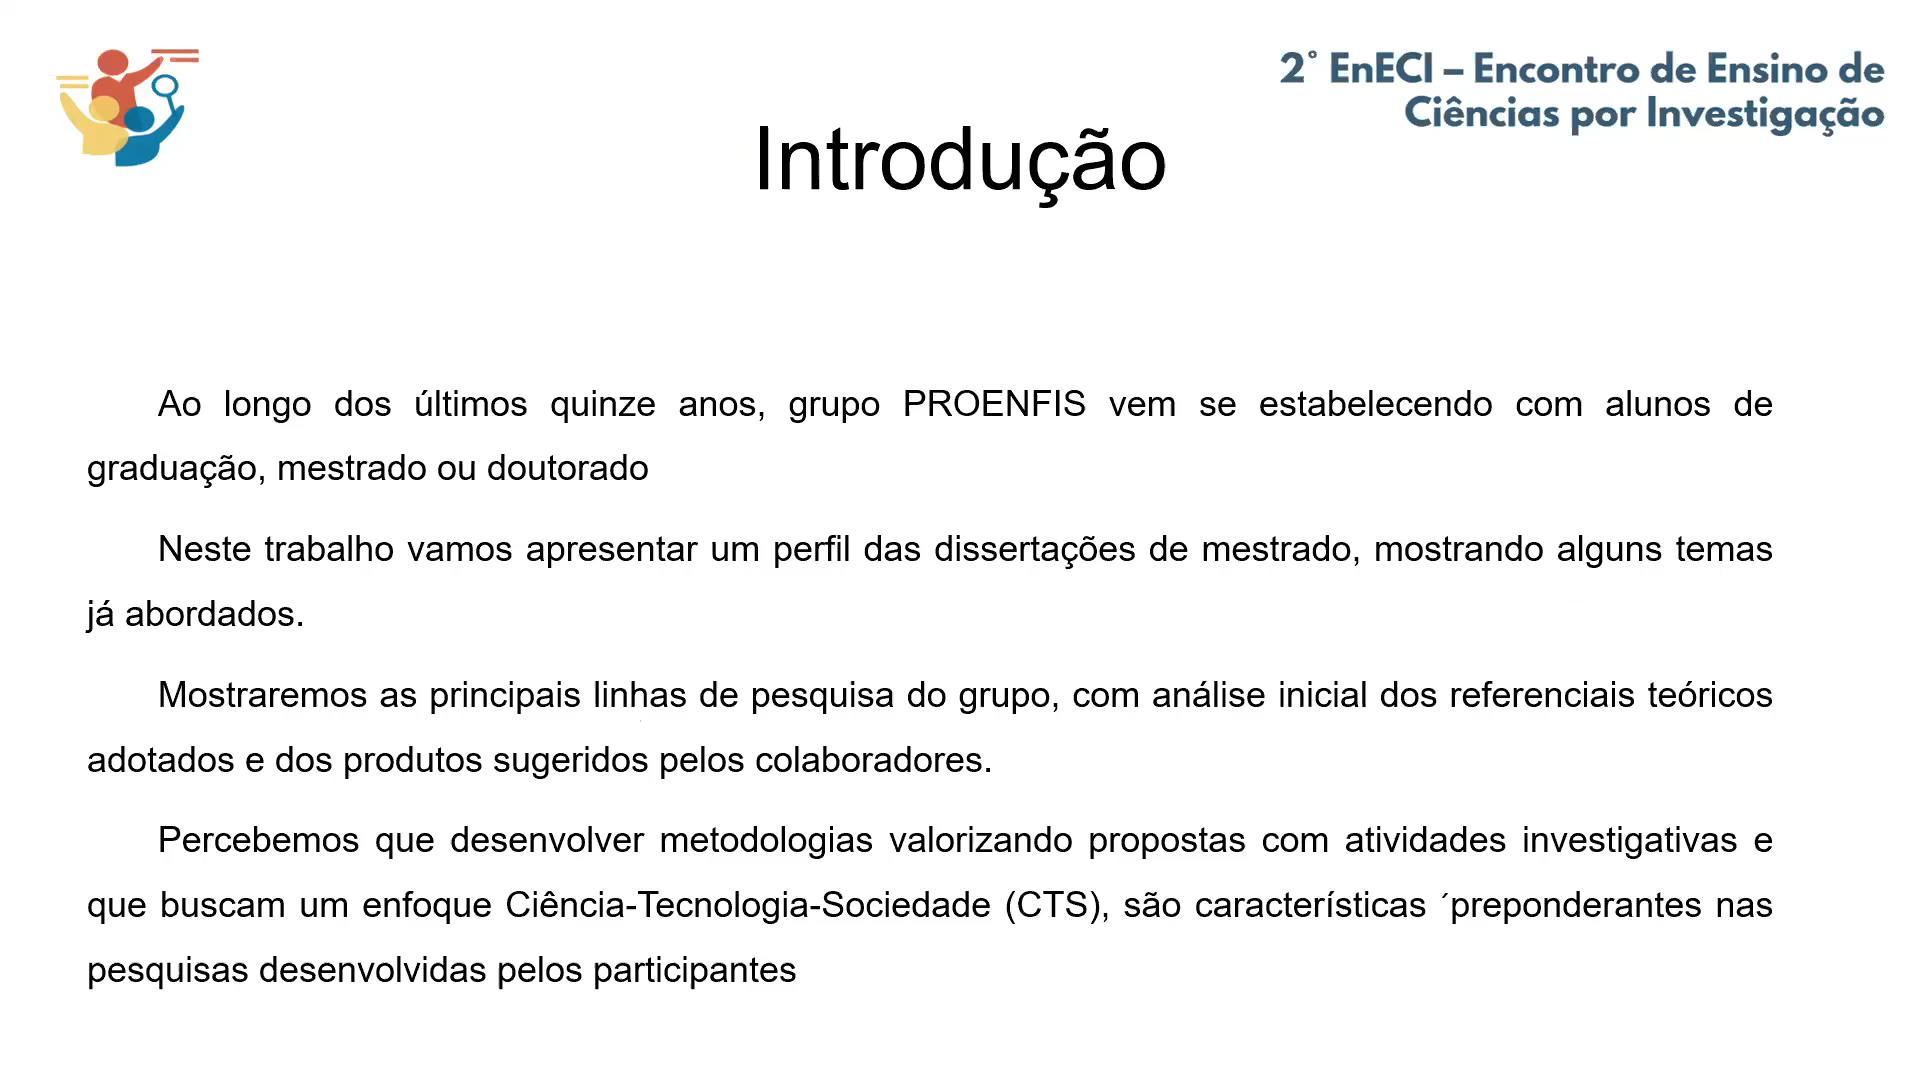 2° EnECI – Encontro de Ensino de
Ciências por Investigação
Introdução
Ao longo dos últimos quinze anos, grupo PROENFIS vem se estabelecendo com alunos de
graduação, mestrado ou doutorado
Neste trabalho vamos apresentar um perfil das dissertações de mestrado, mostrando alguns temas
já abordados.
Mostraremos as principais linhas de pesquisa do grupo, com análise inicial dos referenciais teóricos
adotados e dos produtos sugeridos pelos colaboradores.
Percebemos que desenvolver metodologias valorizando propostas com atividades investigativas e
que buscam um enfoque Ciência-Tecnologia-Sociedade (CTS), são características ´preponderantes nas
pesquisas desenvolvidas pelos participantes